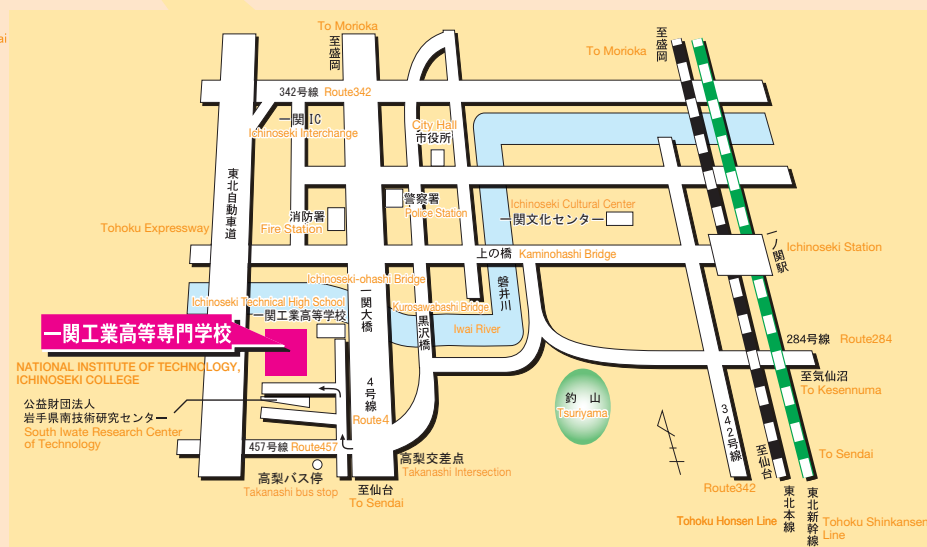 ai
To Morioka
至盛岡
To Morioka
至盛岡
342号線 Route342
一関IC
Ichinoseki Interchange
City Hall
市役所
東北自動車道
Tohoku Expressway
消防署
Fire Station
警察署
Police Station
Ichinoseki Cultural Center
一関文化センター
上の橋 Kaminohashi Bridge
一ノ関駅
Ichinoseki Station
Ichinoseki-ohashi Bridge
一関大橋
Ichinoseki Technical High School
一関工業高等学校
Kurosawabashi Bridge
黒沢橋
磐井川
Iwai River
一関工業高等専門学校
NATIONAL INSTITUTE OF TECHNOLOGY,
ICHINOSEKI COLLEGE
284号線 Route284
至気仙沼
To Kesennuma
公益財団法人
岩手県南技術研究センター
South Iwate Research Center
of Technology
4号線
Route4
釣山
Tsuriyama
342号線
Route342
457号線 Route457
高梨交差点
Takanashi Intersection
高梨バス停
Takanashi bus stop
至仙台
To Sendai
至仙台
To Sendai
Tohoku Honsen Line
東北本線
東北新幹線
Tohoku Shinkansen
Line